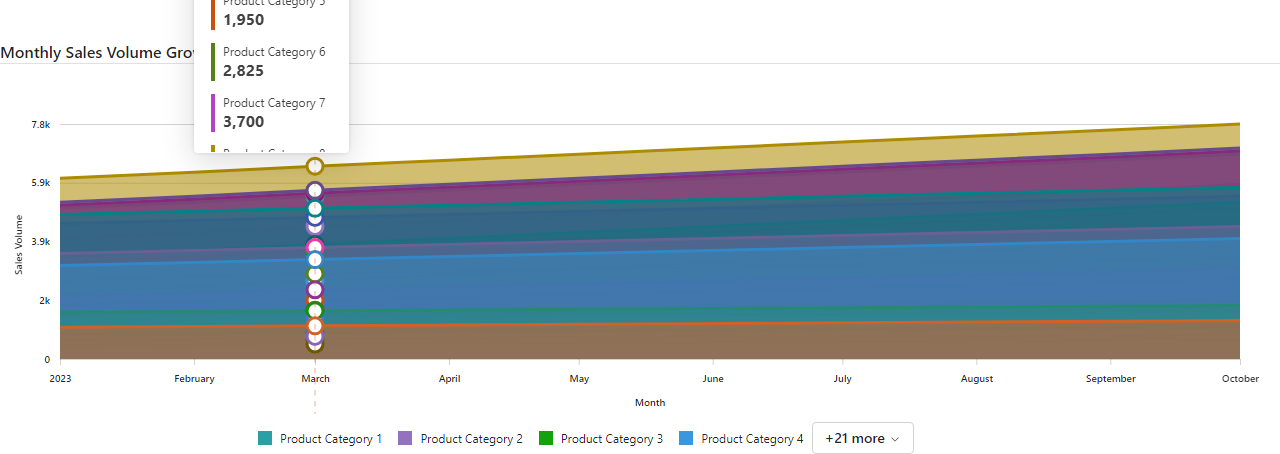 Product Category 5
1,950
Monthly Sales Volume Gro
Product Category 6
2,825
Product Category 7
3,700
7.8k
5.9k
3.9k
2k
0
Sales Volume
2023 February March April May June July August September October
Month
Product Category 1 Product Category 2 Product Category 3 Product Category 4 +21 more